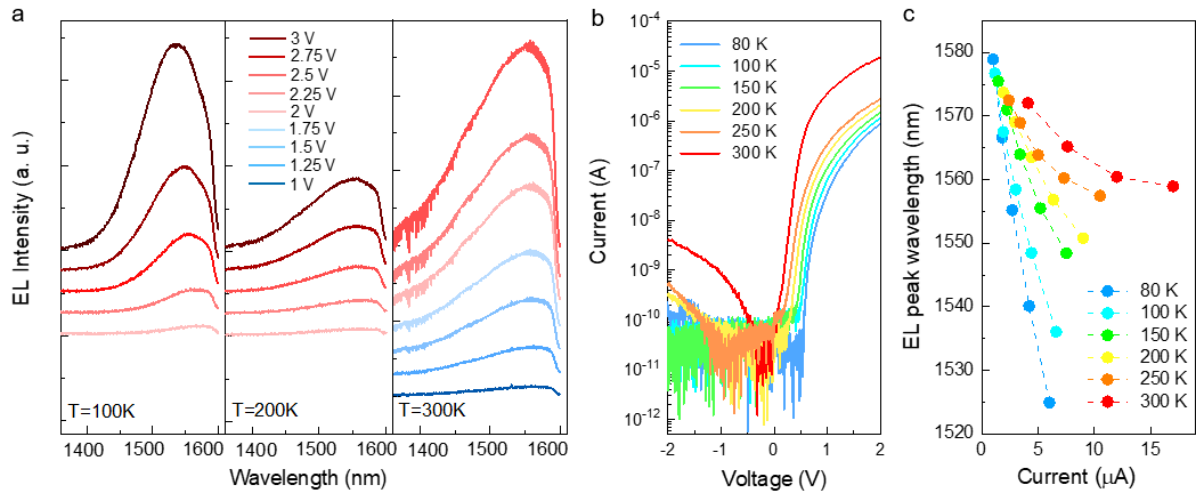 a
EL Intensity (a. u.)
3 V
2.75 V
2.5 V
2.25 V
2 V
1.75 V
1.5 V
1.25 V
1 V
T=100K
T=200K
T=300K
1400 1500 1600 1400 1500 1600 1400 1500 1600
Wavelength (nm)
b
Current (A)
10⁻⁴
10⁻⁵
10⁻⁶
10⁻⁷
10⁻⁸
10⁻⁹
10⁻¹⁰
10⁻¹¹
10⁻¹²
80 K
100 K
150 K
200 K
250 K
300 K
-2 -1 0 1 2
Voltage (V)
c
EL peak wavelength (nm)
1590
1580
1570
1560
1550
1540
1530
1520
80 K
100 K
150 K
200 K
250 K
300 K
0 5 10 15
Current (μA)